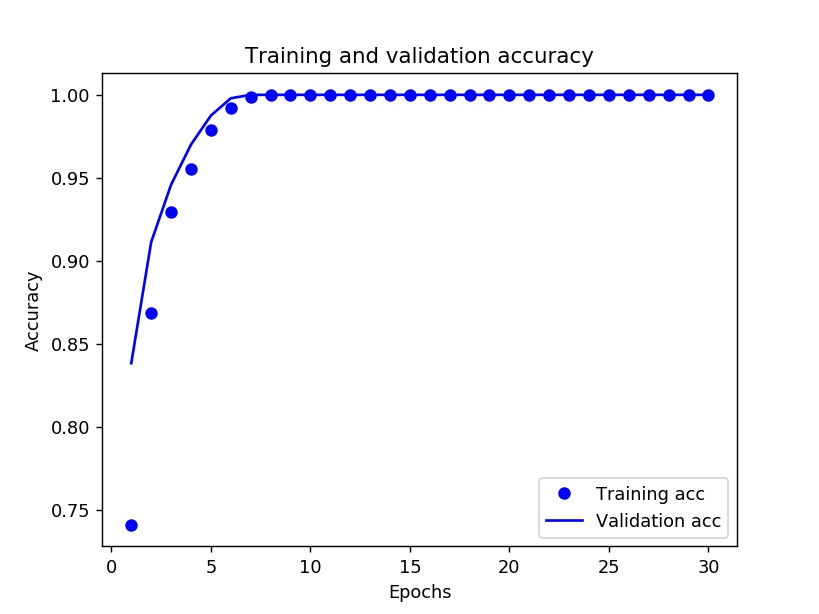 Training and validation accuracy
1.00
0.95
0.90
0.85
0.80
0.75
Accuracy
Training acc
Validation acc
0 5 10 15 20 25 30
Epochs